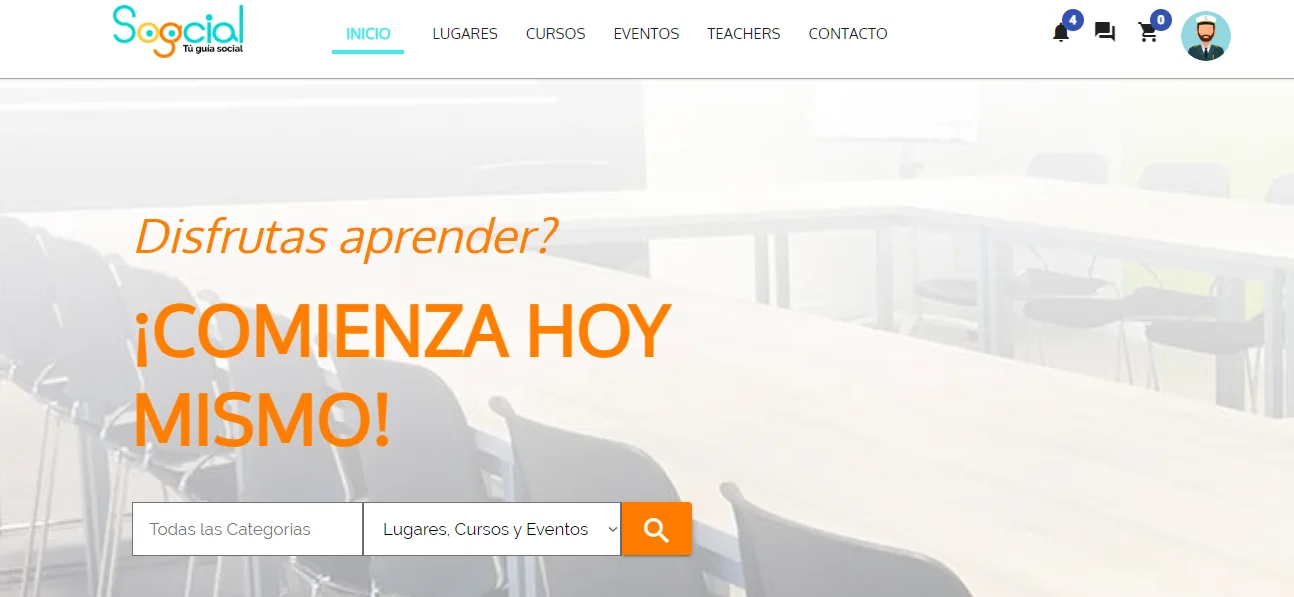 Sogcial
Tú guía social
INICIO LUGARES CURSOS EVENTOS TEACHERS CONTACTO
4
0
Disfrutas aprender?
¡COMIENZA HOY
MISMO!
Todas las Categorias
Lugares, Cursos y Eventos